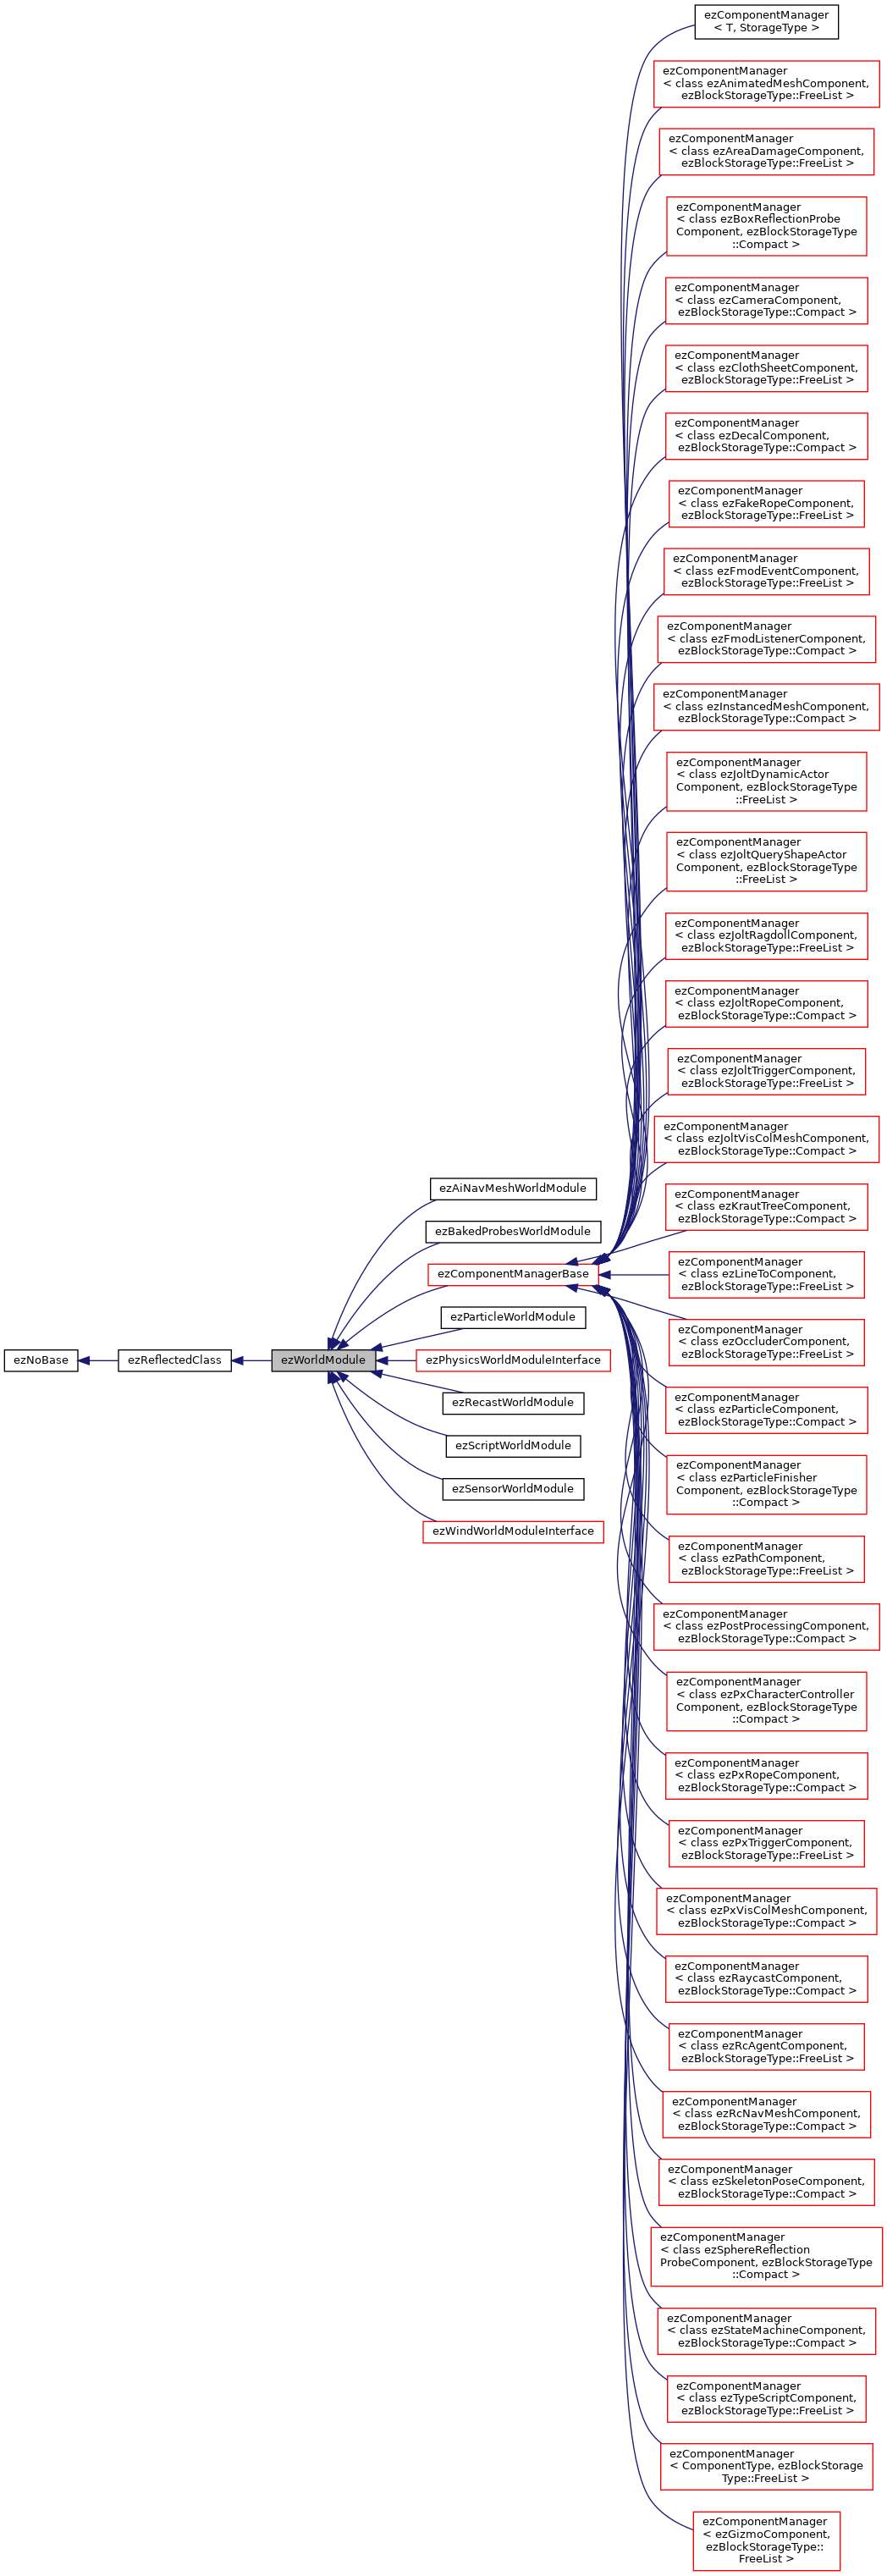 ezComponentManager
< T, StorageType >
ezComponentManager
< class ezAnimatedMeshComponent,
ezBlockStorageType::FreeList >
ezComponentManager
< class ezAreaDamageComponent,
ezBlockStorageType::FreeList >
ezComponentManager
< class ezBoxReflectionProbe
Component, ezBlockStorageType
::Compact >
ezComponentManager
< class ezCameraComponent,
ezBlockStorageType::Compact >
ezComponentManager
< class ezClothSheetComponent,
ezBlockStorageType::FreeList >
ezComponentManager
< class ezDecalComponent,
ezBlockStorageType::Compact >
ezComponentManager
< class ezFakeRopeComponent,
ezBlockStorageType::FreeList >
ezComponentManager
< class ezFmodEventComponent,
ezBlockStorageType::FreeList >
ezComponentManager
< class ezFmodListenerComponent,
ezBlockStorageType::Compact >
ezComponentManager
< class ezInstancedMeshComponent,
ezBlockStorageType::Compact >
ezComponentManager
< class ezJoltDynamicActor
Component, ezBlockStorageType
::FreeList >
ezComponentManager
< class ezJoltQueryShapeActor
Component, ezBlockStorageType
::FreeList >
ezComponentManager
< class ezJoltRagdollComponent,
ezBlockStorageType::FreeList >
ezComponentManager
< class ezJoltRopeComponent,
ezBlockStorageType::Compact >
ezComponentManager
< class ezJoltTriggerComponent,
ezBlockStorageType::FreeList >
ezComponentManager
< class ezJoltVisColMeshComponent,
ezBlockStorageType::Compact >
ezComponentManager
< class ezKrautTreeComponent,
ezBlockStorageType::Compact >
ezComponentManager
< class ezLineToComponent,
ezBlockStorageType::FreeList >
ezComponentManager
< class ezOccluderComponent,
ezBlockStorageType::FreeList >
ezComponentManager
< class ezParticleComponent,
ezBlockStorageType::Compact >
ezComponentManager
< class ezParticleFinisher
Component, ezBlockStorageType
::Compact >
ezComponentManager
< class ezPathComponent,
ezBlockStorageType::FreeList >
ezComponentManager
< class ezPostProcessingComponent,
ezBlockStorageType::Compact >
ezComponentManager
< class ezPxCharacterController
Component, ezBlockStorageType
::Compact >
ezComponentManager
< class ezPxRopeComponent,
ezBlockStorageType::Compact >
ezComponentManager
< class ezPxTriggerComponent,
ezBlockStorageType::FreeList >
ezComponentManager
< class ezPxVisColMeshComponent,
ezBlockStorageType::Compact >
ezComponentManager
< class ezRaycastComponent,
ezBlockStorageType::Compact >
ezComponentManager
< class ezRcAgentComponent,
ezBlockStorageType::FreeList >
ezComponentManager
< class ezRcNavMeshComponent,
ezBlockStorageType::Compact >
ezComponentManager
< class ezSkeletonPoseComponent,
ezBlockStorageType::Compact >
ezComponentManager
< class ezSphereReflection
ProbeComponent, ezBlockStorageType
::Compact >
ezComponentManager
< class ezStateMachineComponent,
ezBlockStorageType::Compact >
ezComponentManager
< class ezTypeScriptComponent,
ezBlockStorageType::FreeList >
ezComponentManager
< ComponentType, ezBlockStorage
Type::FreeList >
ezComponentManager
< ezGizmoComponent,
ezBlockStorageType::
FreeList >
ezAiNavMeshWorldModule
ezBakedProbesWorldModule
ezComponentManagerBase
ezParticleWorldModule
ezPhysicsWorldModuleInterface
ezRecastWorldModule
ezScriptWorldModule
ezSensorWorldModule
ezWindWorldModuleInterface
ezNoBase
ezReflectedClass
ezWorldModule